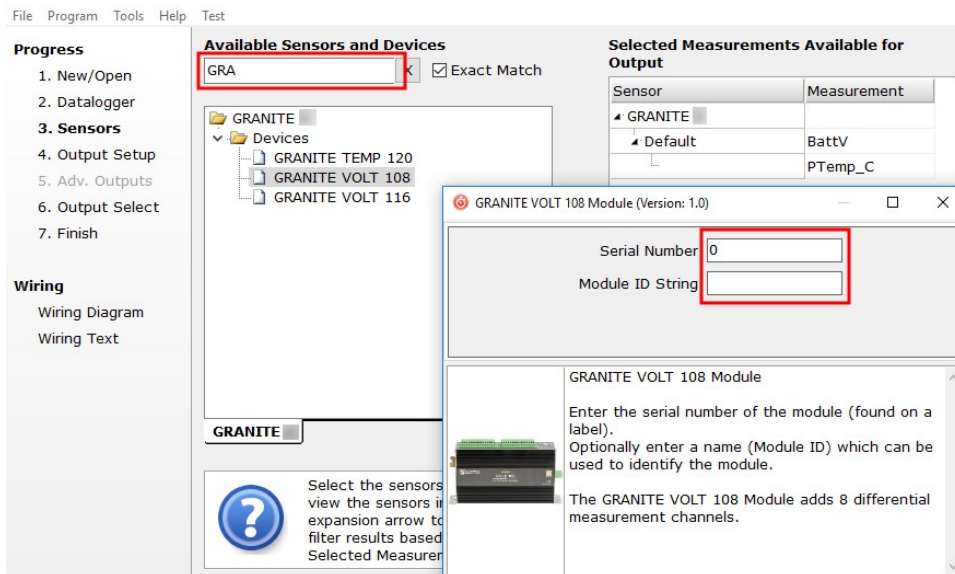 File Program Tools Help Test
Progress
1. New/Open
2. Datalogger
3. Sensors
4. Output Setup
5. Adv. Outputs
6. Output Select
7. Finish
Wiring
Wiring Diagram
Wiring Text
Available Sensors and Devices
GRA
X
Exact Match
GRANITE
Devices
GRANITE TEMP 120
GRANITE VOLT 108
GRANITE VOLT 116
GRANITE
Select the sensors
view the sensors i
expansion arrow to
filter results based
Selected Measurem
Selected Measurements Available for
Output
Sensor Measurement
GRANITE
Default BattV
PTemp_C
GRANITE VOLT 108 Module (Version: 1.0)
Serial Number 0
Module ID String
GRANITE VOLT 108 Module
Enter the serial number of the module (found on a
label).
Optionally enter a name (Module ID) which can be
used to identify the module.
The GRANITE VOLT 108 Module adds 8 differential
measurement channels.